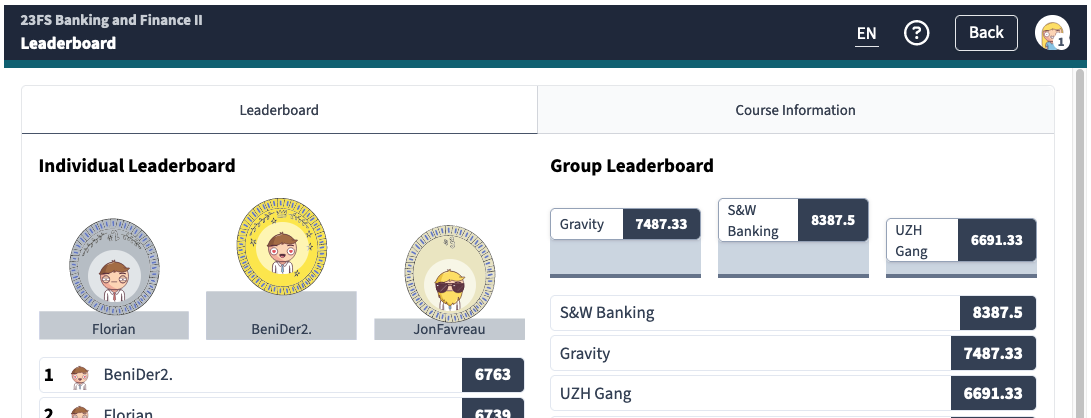 23FS Banking and Finance II
Leaderboard
EN
?
Back
1
Leaderboard
Course Information
Individual Leaderboard
Florian
BeniDer2.
JonFavreau
1 BeniDer2. 6763
2 Florian 6739
Group Leaderboard
Gravity 7487.33
S&W
Banking 8387.5
UZH
Gang 6691.33
S&W Banking 8387.5
Gravity 7487.33
UZH Gang 6691.33